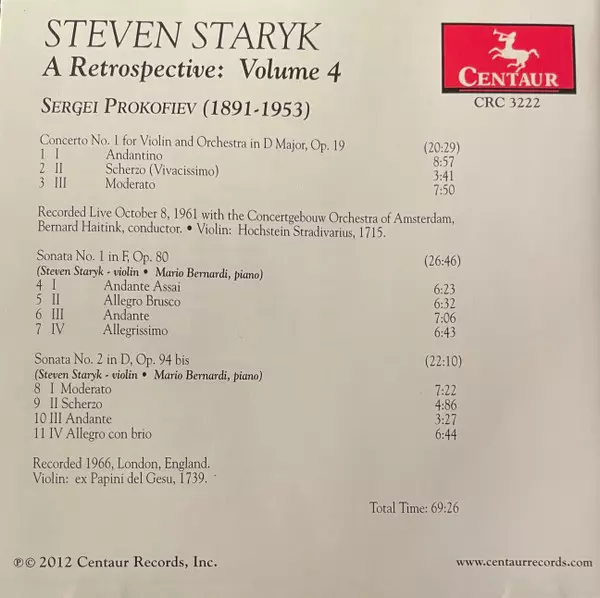 STEVEN STARYK
A Retrospective: Volume 4
CENTAUR
CRC 3222
SERGEI PROKOFIEV (1891-1953)
Concerto No. 1 for Violin and Orchestra in D Major, Op. 19 (20:29)
1 I Andantino 8:57
2 II Scherzo (Vivacissimo) 3:41
3 III Moderato 7:50
Recorded Live October 8, 1961 with the Concertgebouw Orchestra of Amsterdam,
Bernard Haitink, conductor. • Violin: Hochstein Stradivarius, 1715.
Sonata No. 1 in F, Op. 80 (26:46)
(Steven Staryk - violin • Mario Bernardi, piano)
4 I Andante Assai 6:23
5 II Allegro Brusco 6:32
6 III Andante 7:06
7 IV Allegrissimo 6:43
Sonata No. 2 in D, Op. 94 bis (22:10)
(Steven Staryk - violin • Mario Bernardi, piano)
8 I Moderato 7:22
9 II Scherzo 4:86
10 III Andante 3:27
11 IV Allegro con brio 6:44
Recorded 1966, London, England.
Violin: ex Papini del Gesu, 1739.
Total Time: 69:26
℗© 2012 Centaur Records, Inc.
www.centaurrecords.com